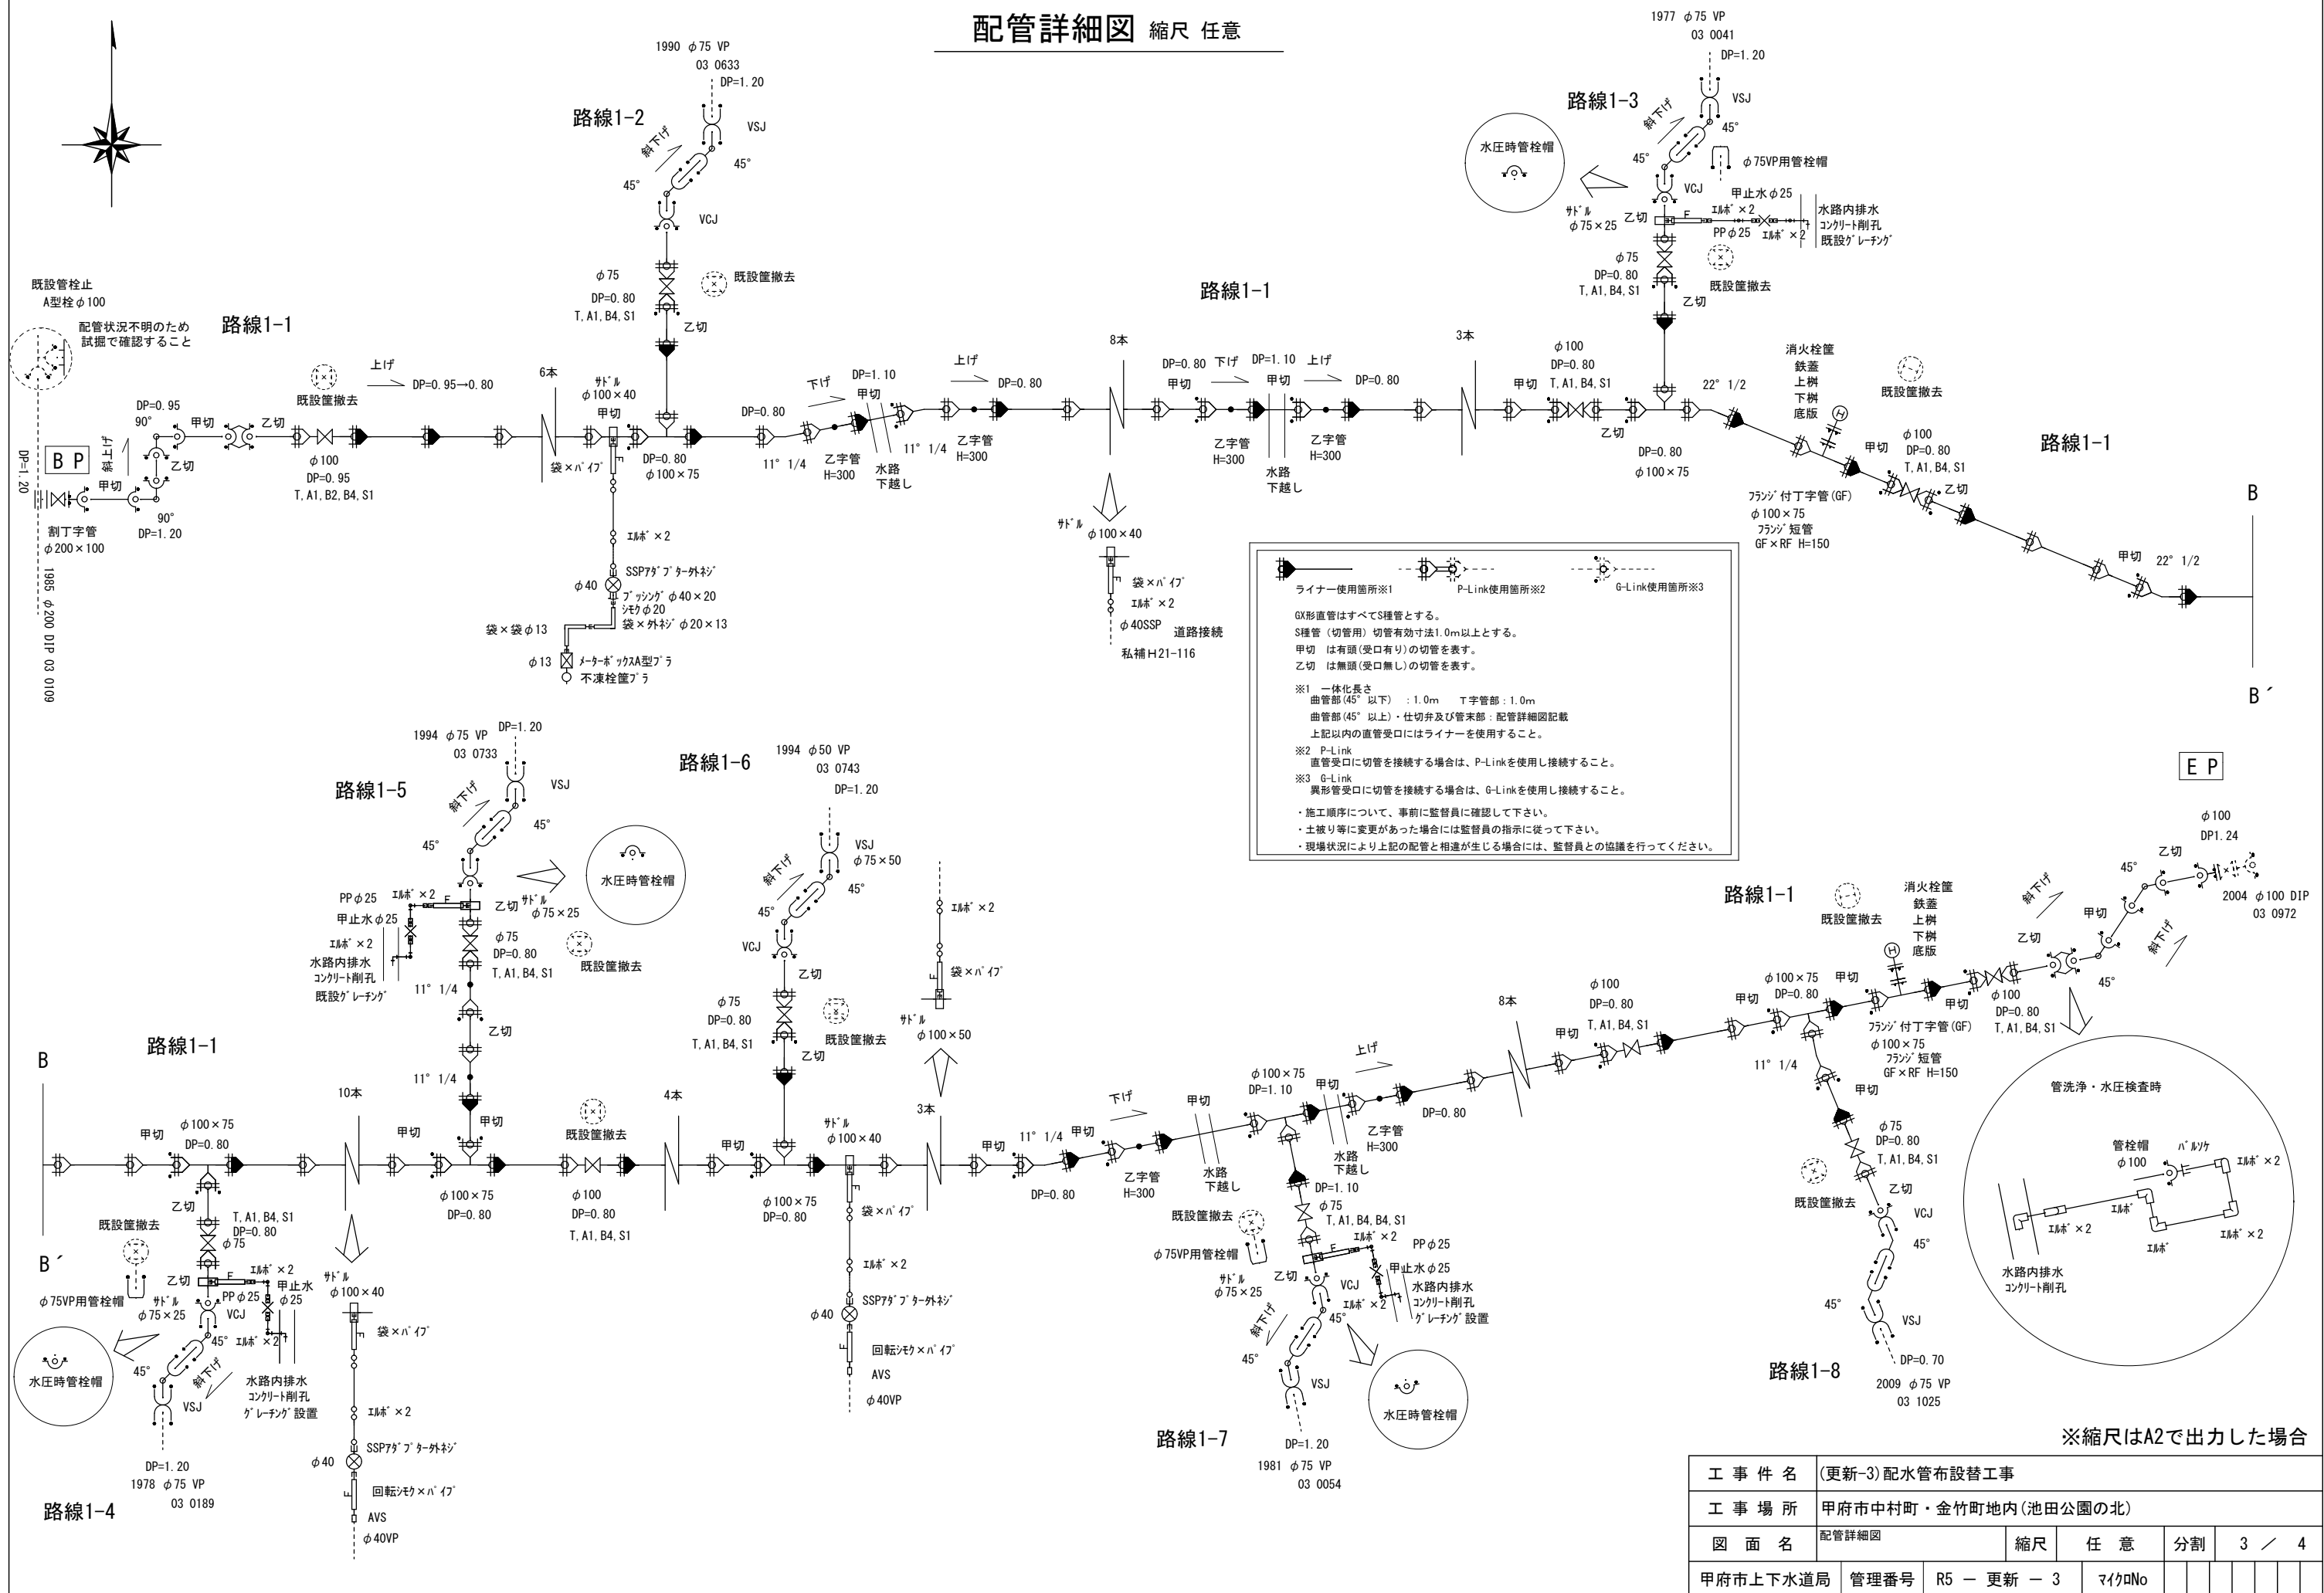 配管詳細図 縮尺 任意
1990 φ75 VP
03 0633
DP=1.20
路線1-2
斜下げ
VSJ
45°
45°
VCJ
φ75
DP=0.80
T,A1,B4,S1
既設筐撤去
乙切
1977 φ75 VP
03 0041
DP=1.20
路線1-3
斜下げ
VSJ
45°
45°
水圧時管栓帽
φ75VP用管栓帽
VCJ
甲止水φ25
ｻﾄﾞﾙ
φ75×25
乙切
F
ｴﾙﾎﾞ×2
PPφ25
ｴﾙﾎﾞ×2
水路内排水
ｺﾝｸﾘｰﾄ削孔
既設ｸﾞﾚｰﾁﾝｸﾞ
φ75
DP=0.80
T,A1,B4,S1
既設筐撤去
乙切
既設管栓止
A型栓φ100
配管状況不明のため
試掘で確認すること
路線1-1
DP=1.20
B P
DP=0.95
90°
斜上げ
甲切
乙切
甲切
乙切
90°
DP=1.20
割丁字管
φ200×100
1985 φ200 DIP 03 0109
既設筐撤去
上げ
DP=0.95→0.80
φ100
DP=0.95
T,A1,B2,B4,S1
6本
ｻﾄﾞﾙ
φ100×40
甲切
袋×ﾊﾟｲﾌﾟ
F
DP=0.80
φ100×75
ｴﾙﾎﾞ×2
SSPｱﾀﾞﾌﾟﾀｰ外ﾈｼﾞ
φ40
ﾌﾞｯｼﾝｸﾞφ40×20
ｼﾓｸφ20
袋×外ﾈｼﾞφ20×13
袋×袋φ13
φ13
ﾒｰﾀｰﾎﾞｯｸｽA型ﾌﾟﾗ
不凍栓筐ﾌﾟﾗ
DP=0.80
11° 1/4
下げ
DP=1.10
甲切
乙字管
H=300
水路
下越し
11° 1/4
上げ
DP=0.80
乙字管
H=300
路線1-1
8本
ｻﾄﾞﾙ
φ100×40
袋×ﾊﾟｲﾌﾟ
F
ｴﾙﾎﾞ×2
φ40SSP
道路接続
私補H21-116
DP=0.80
甲切
下げ
DP=1.10
甲切
上げ
DP=0.80
乙字管
H=300
水路
下越し
乙字管
H=300
3本
甲切
φ100
DP=0.80
T,A1,B4,S1
乙切
DP=0.80
φ100×75
22° 1/2
消火栓筐
鉄蓋
上桝
下桝
底版
H
既設筐撤去
甲切
φ100
DP=0.80
T,A1,B4,S1
乙切
ﾌﾗﾝｼﾞ付丁字管(GF)
φ100×75
ﾌﾗﾝｼﾞ短管
GF×RF H=150
路線1-1
甲切
22° 1/2
B
B´
ライナー使用箇所※1
P-Link使用箇所※2
G-Link使用箇所※3
GX形直管はすべてS種管とする。
S種管（切管用）切管有効寸法1.0m以上とする。
甲切　は有頭(受口有り)の切管を表す。
乙切　は無頭(受口無し)の切管を表す。
※1　一体化長さ
曲管部(45°以下)　：1.0m　　T字管部：1.0m
曲管部(45°以上)・仕切弁及び管末部：配管詳細図記載
上記以内の直管受口にはライナーを使用すること。
※2　P-Link
直管受口に切管を接続する場合は、P-Linkを使用し接続すること。
※3　G-Link
異形管受口に切管を接続する場合は、G-Linkを使用し接続すること。
・施工順序について、事前に監督員に確認して下さい。
・土被り等に変更があった場合には監督員の指示に従って下さい。
・現場状況により上記の配管と相違が生じる場合には、監督員との協議を行ってください。
1994 φ75 VP
DP=1.20
03 0733
路線1-5
斜下げ
VSJ
45°
45°
水圧時管栓帽
PPφ25
ｴﾙﾎﾞ×2
F
乙切
ｻﾄﾞﾙ
φ75×25
甲止水φ25
ｴﾙﾎﾞ×2
水路内排水
ｺﾝｸﾘｰﾄ削孔
既設ｸﾞﾚｰﾁﾝｸﾞ
φ75
DP=0.80
T,A1,B4,S1
既設筐撤去
11° 1/4
乙切
11° 1/4
甲切
路線1-6
1994 φ50 VP
03 0743
DP=1.20
斜下げ
VSJ
φ75×50
45°
45°
VCJ
乙切
φ75
DP=0.80
T,A1,B4,S1
既設筐撤去
乙切
ｴﾙﾎﾞ×2
袋×ﾊﾟｲﾌﾟ
F
ｻﾄﾞﾙ
φ100×50
B
B´
路線1-1
甲切
φ100×75
DP=0.80
乙切
T,A1,B4,S1
DP=0.80
φ75
既設筐撤去
φ75VP用管栓帽
乙切
F
ｴﾙﾎﾞ×2
PPφ25
甲止水
φ25
ｻﾄﾞﾙ
φ75×25
VCJ
45°
ｴﾙﾎﾞ×2
水圧時管栓帽
45°
斜下げ
VSJ
水路内排水
ｺﾝｸﾘｰﾄ削孔
ｸﾞﾚｰﾁﾝｸﾞ設置
DP=1.20
1978 φ75 VP
03 0189
路線1-4
10本
ｻﾄﾞﾙ
φ100×40
F
袋×ﾊﾟｲﾌﾟ
ｴﾙﾎﾞ×2
SSPｱﾀﾞﾌﾟﾀｰ外ﾈｼﾞ
φ40
F
回転ｼﾓｸ×ﾊﾟｲﾌﾟ
AVS
φ40VP
甲切
φ100×75
DP=0.80
既設筐撤去
φ100
DP=0.80
T,A1,B4,S1
4本
甲切
φ100×75
DP=0.80
ｻﾄﾞﾙ
φ100×40
F
袋×ﾊﾟｲﾌﾟ
ｴﾙﾎﾞ×2
SSPｱﾀﾞﾌﾟﾀｰ外ﾈｼﾞ
φ40
F
回転ｼﾓｸ×ﾊﾟｲﾌﾟ
AVS
φ40VP
3本
甲切
11° 1/4
甲切
DP=0.80
下げ
乙字管
H=300
甲切
水路
下越し
φ100×75
DP=1.10
甲切
水路
下越し
乙字管
H=300
上げ
DP=0.80
DP=1.10
φ75
T,A1,B4,B4,S1
既設筐撤去
φ75VP用管栓帽
F
ｴﾙﾎﾞ×2
PPφ25
ｻﾄﾞﾙ
φ75×25
乙切
VCJ
甲止水φ25
ｴﾙﾎﾞ×2
水路内排水
ｺﾝｸﾘｰﾄ削孔
ｸﾞﾚｰﾁﾝｸﾞ設置
斜下げ
45°
45°
VSJ
水圧時管栓帽
路線1-7
DP=1.20
1981 φ75 VP
03 0054
8本
甲切
φ100
DP=0.80
T,A1,B4,S1
甲切
φ100×75
DP=0.80
甲切
路線1-1
既設筐撤去
消火栓筐
鉄蓋
上桝
下桝
底版
H
甲切
ﾌﾗﾝｼﾞ付丁字管(GF)
φ100×75
ﾌﾗﾝｼﾞ短管
GF×RF H=150
φ100
DP=0.80
T,A1,B4,S1
乙切
45°
斜下げ
甲切
斜下げ
45°
乙切
φ100
DP1.24
E P
2004 φ100 DIP
03 0972
11° 1/4
甲切
φ75
DP=0.80
T,A1,B4,S1
既設筐撤去
乙切
VCJ
45°
45°
VSJ
DP=0.70
路線1-8
2009 φ75 VP
03 1025
管洗浄・水圧検査時
管栓帽
φ100
ﾊﾞﾙｿｹ
ｴﾙﾎﾞ×2
ｴﾙﾎﾞ
ｴﾙﾎﾞ×2
ｴﾙﾎﾞ
ｴﾙﾎﾞ×2
水路内排水
ｺﾝｸﾘｰﾄ削孔
※縮尺はA2で出力した場合
工 事 件 名　(更新-3)配水管布設替工事
工 事 場 所　甲府市中村町・金竹町地内(池田公園の北)
図 面 名　配管詳細図　縮尺　任 意　分割　3 ／ 4
甲府市上下水道局　管理番号　R5 － 更新 － 3　ﾏｲｸﾛNo